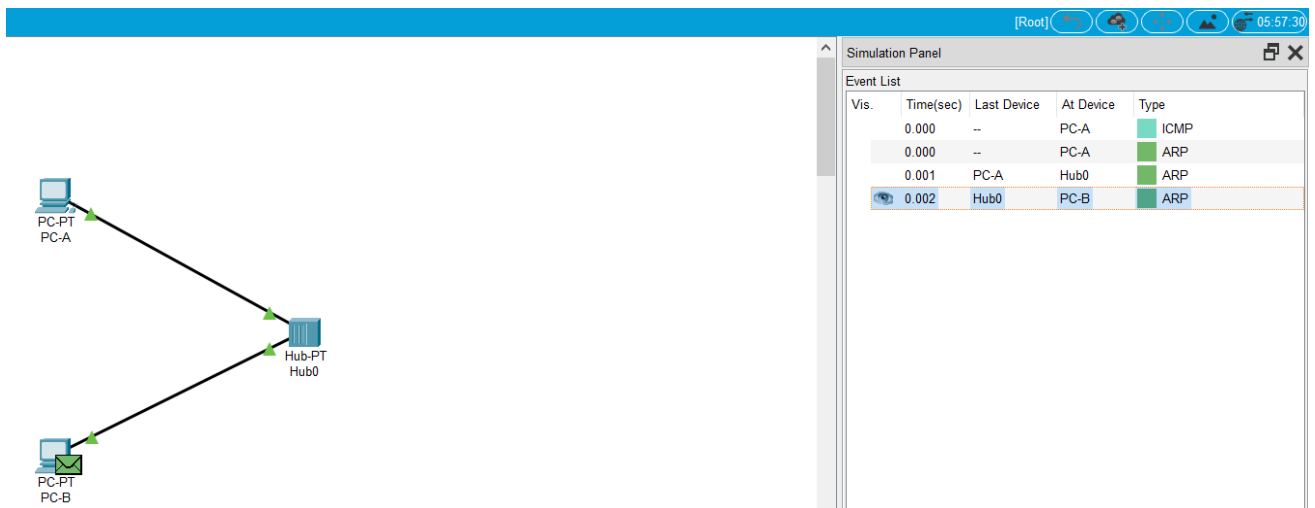 [Root] 05:57:30
Simulation Panel
Event List
Vis. Time(sec) Last Device At Device Type
0.000 -- PC-A ICMP
0.000 -- PC-A ARP
0.001 PC-A Hub0 ARP
0.002 Hub0 PC-B ARP
PC-PT
PC-A
Hub-PT
Hub0
PC-PT
PC-B